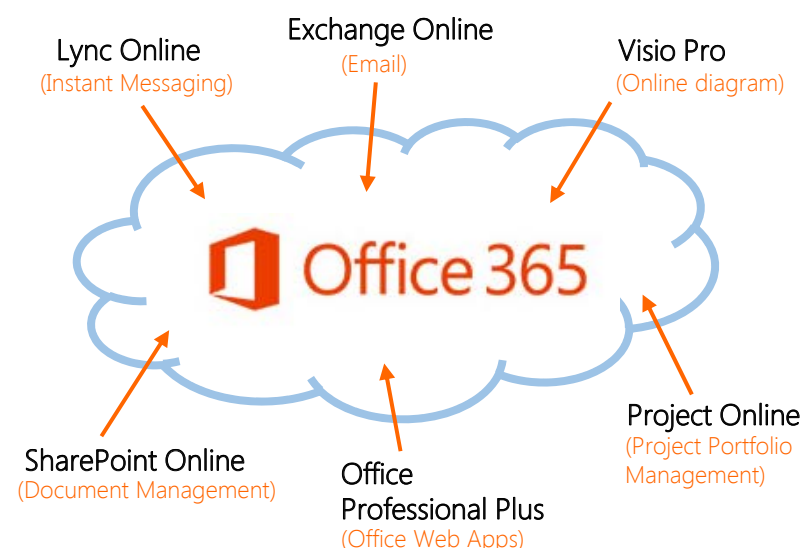 Lync Online
(Instant Messaging)
Exchange Online
(Email)
Visio Pro
(Online diagram)
Office 365
SharePoint Online
(Document Management)
Office
Professional Plus
(Office Web Apps)
Project Online
(Project Portfolio
Management)